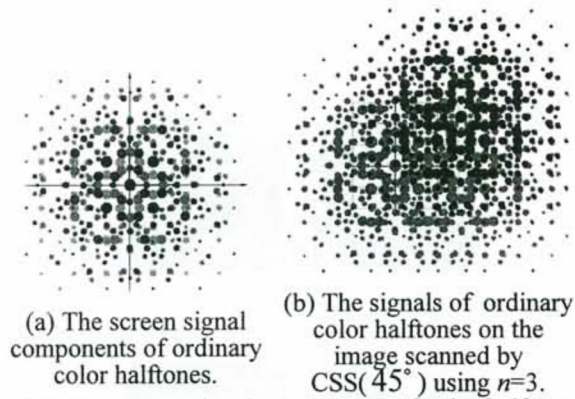 (a) The screen signal
components of ordinary
color halftones.
(b) The signals of ordinary
color halftones on the
image scanned by
CSS(45°) using n=3.